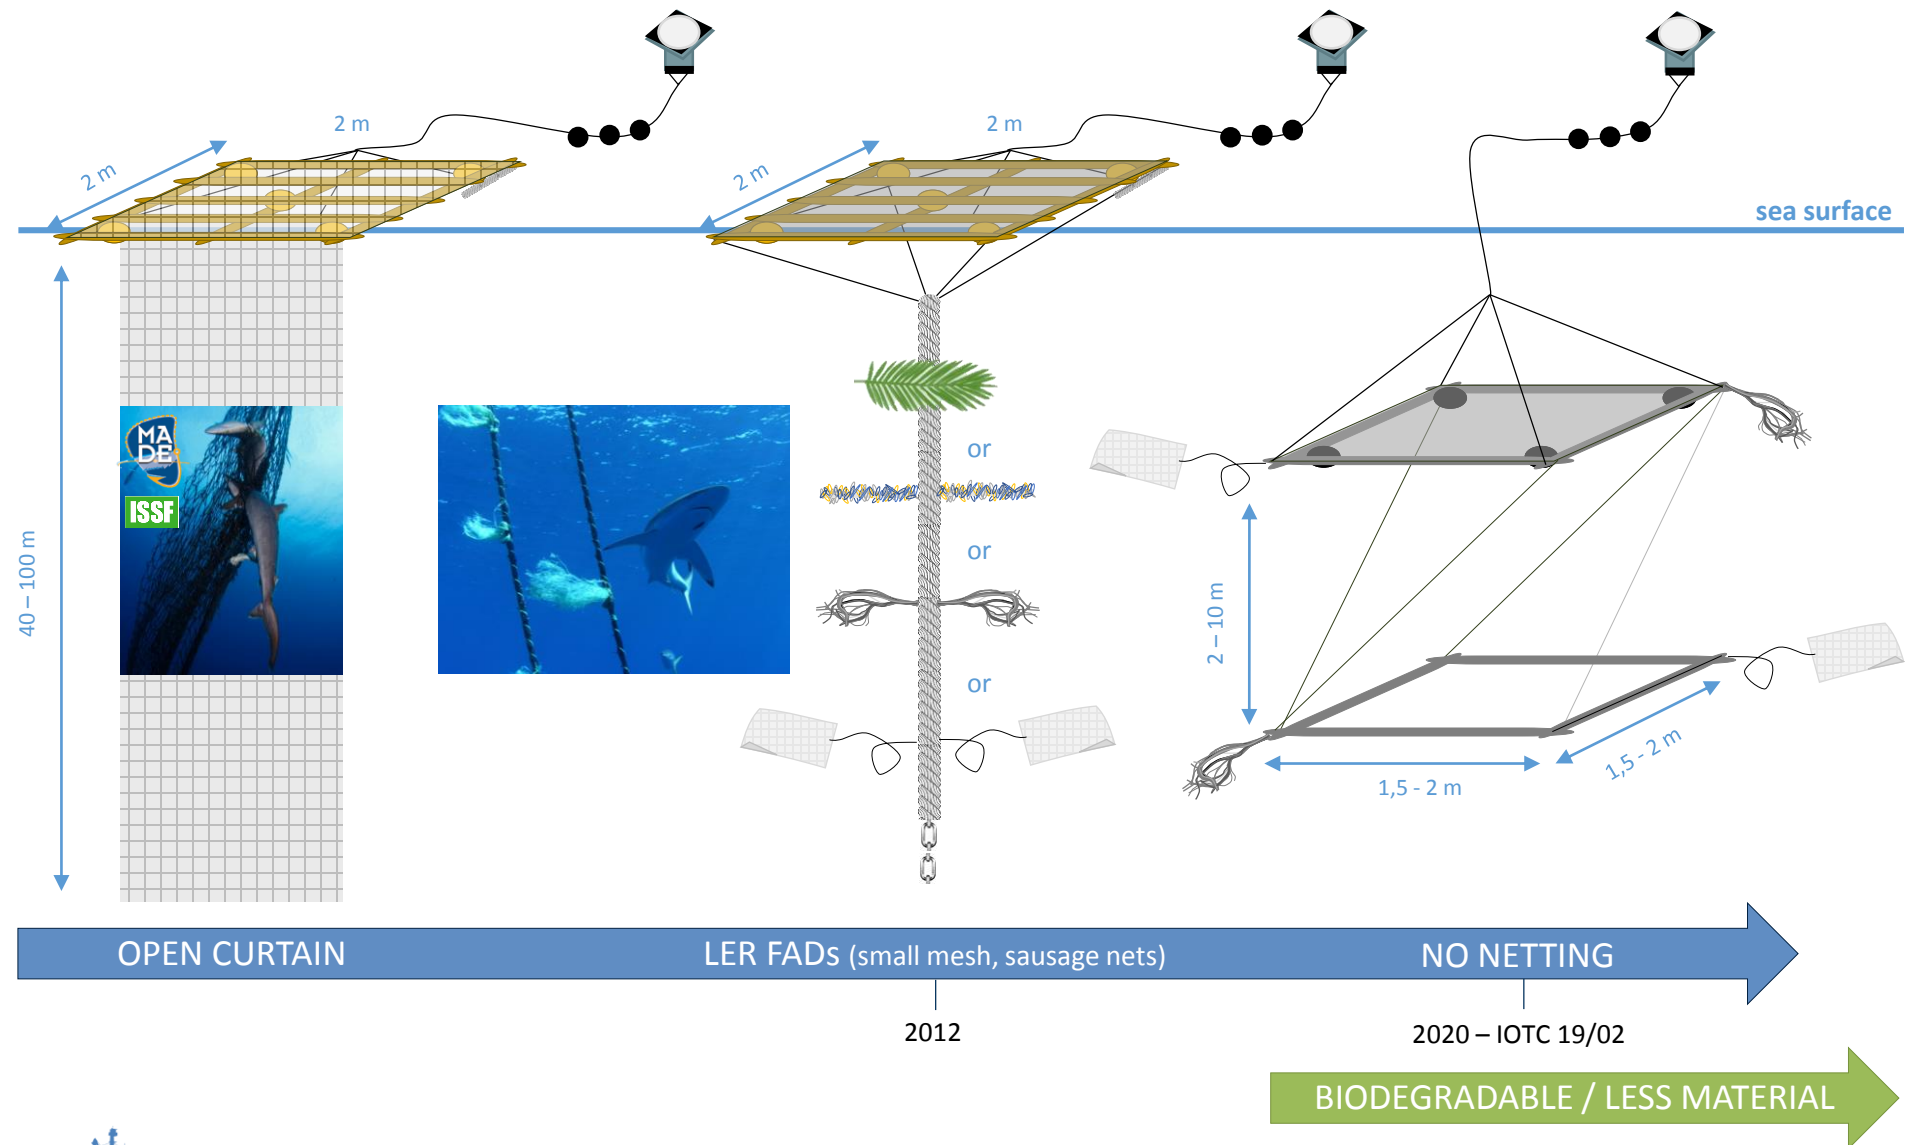 2 m
2 m
2 m
2 m
sea surface
40 – 100 m
MA
DE
ISSF
or
or
or
2 – 10 m
1,5 - 2 m
1,5 - 2 m
OPEN CURTAIN
LER FADs (small mesh, sausage nets)
NO NETTING
2012
2020 – IOTC 19/02
BIODEGRADABLE / LESS MATERIAL